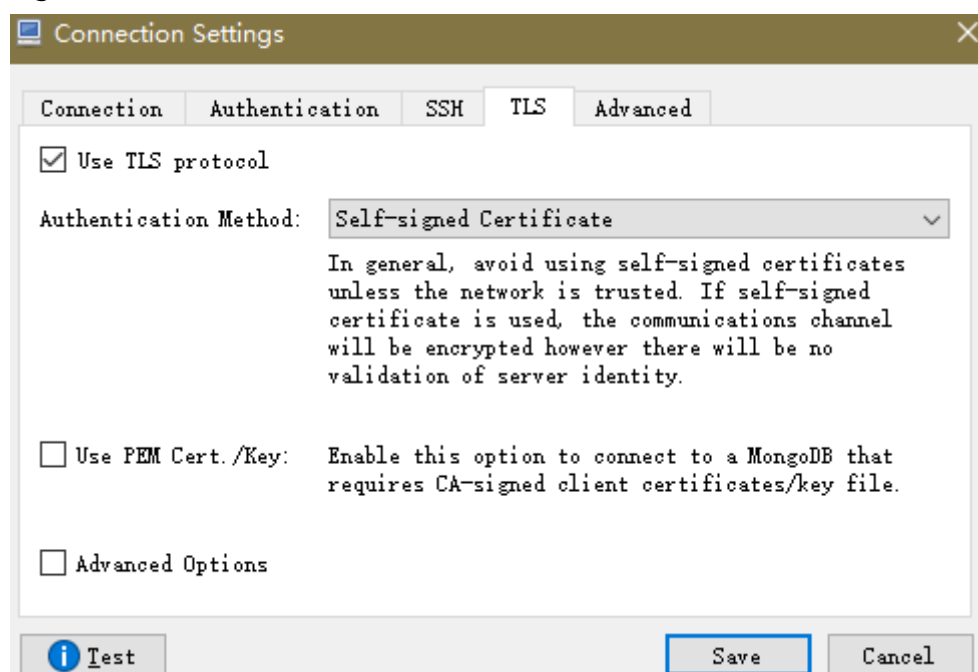 Connection Settings
Connection Authentication SSH TLS Advanced
Use TLS protocol
Authentication Method: Self-signed Certificate
In general, avoid using self-signed certificates
unless the network is trusted. If self-signed
certificate is used, the communications channel
will be encrypted however there will be no
validation of server identity.
Use PEM Cert./Key: Enable this option to connect to a MongoDB that
requires CA-signed client certificates/key file.
Advanced Options
Test Save Cancel